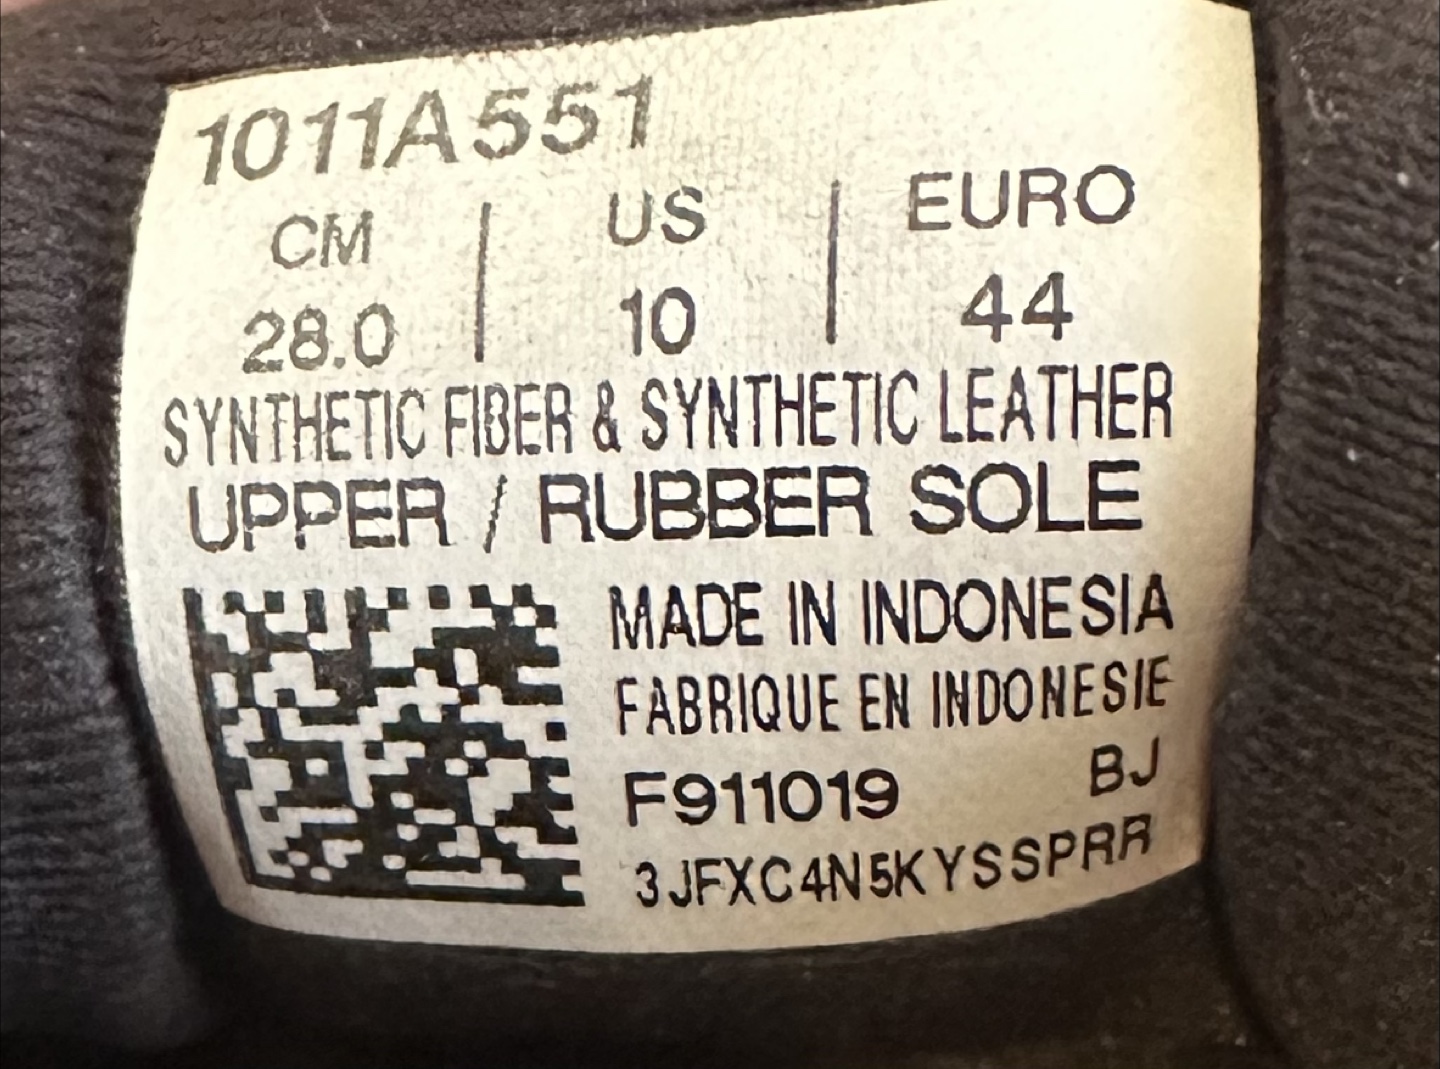 1011A551
CM | US | EURO
28.0 | 10 | 44
SYNTHETIC FIBER & SYNTHETIC LEATHER
UPPER / RUBBER SOLE
MADE IN INDONESIA
FABRIQUE EN INDONESIE
F911019 BJ
3JFXC4N5KYSSPRR